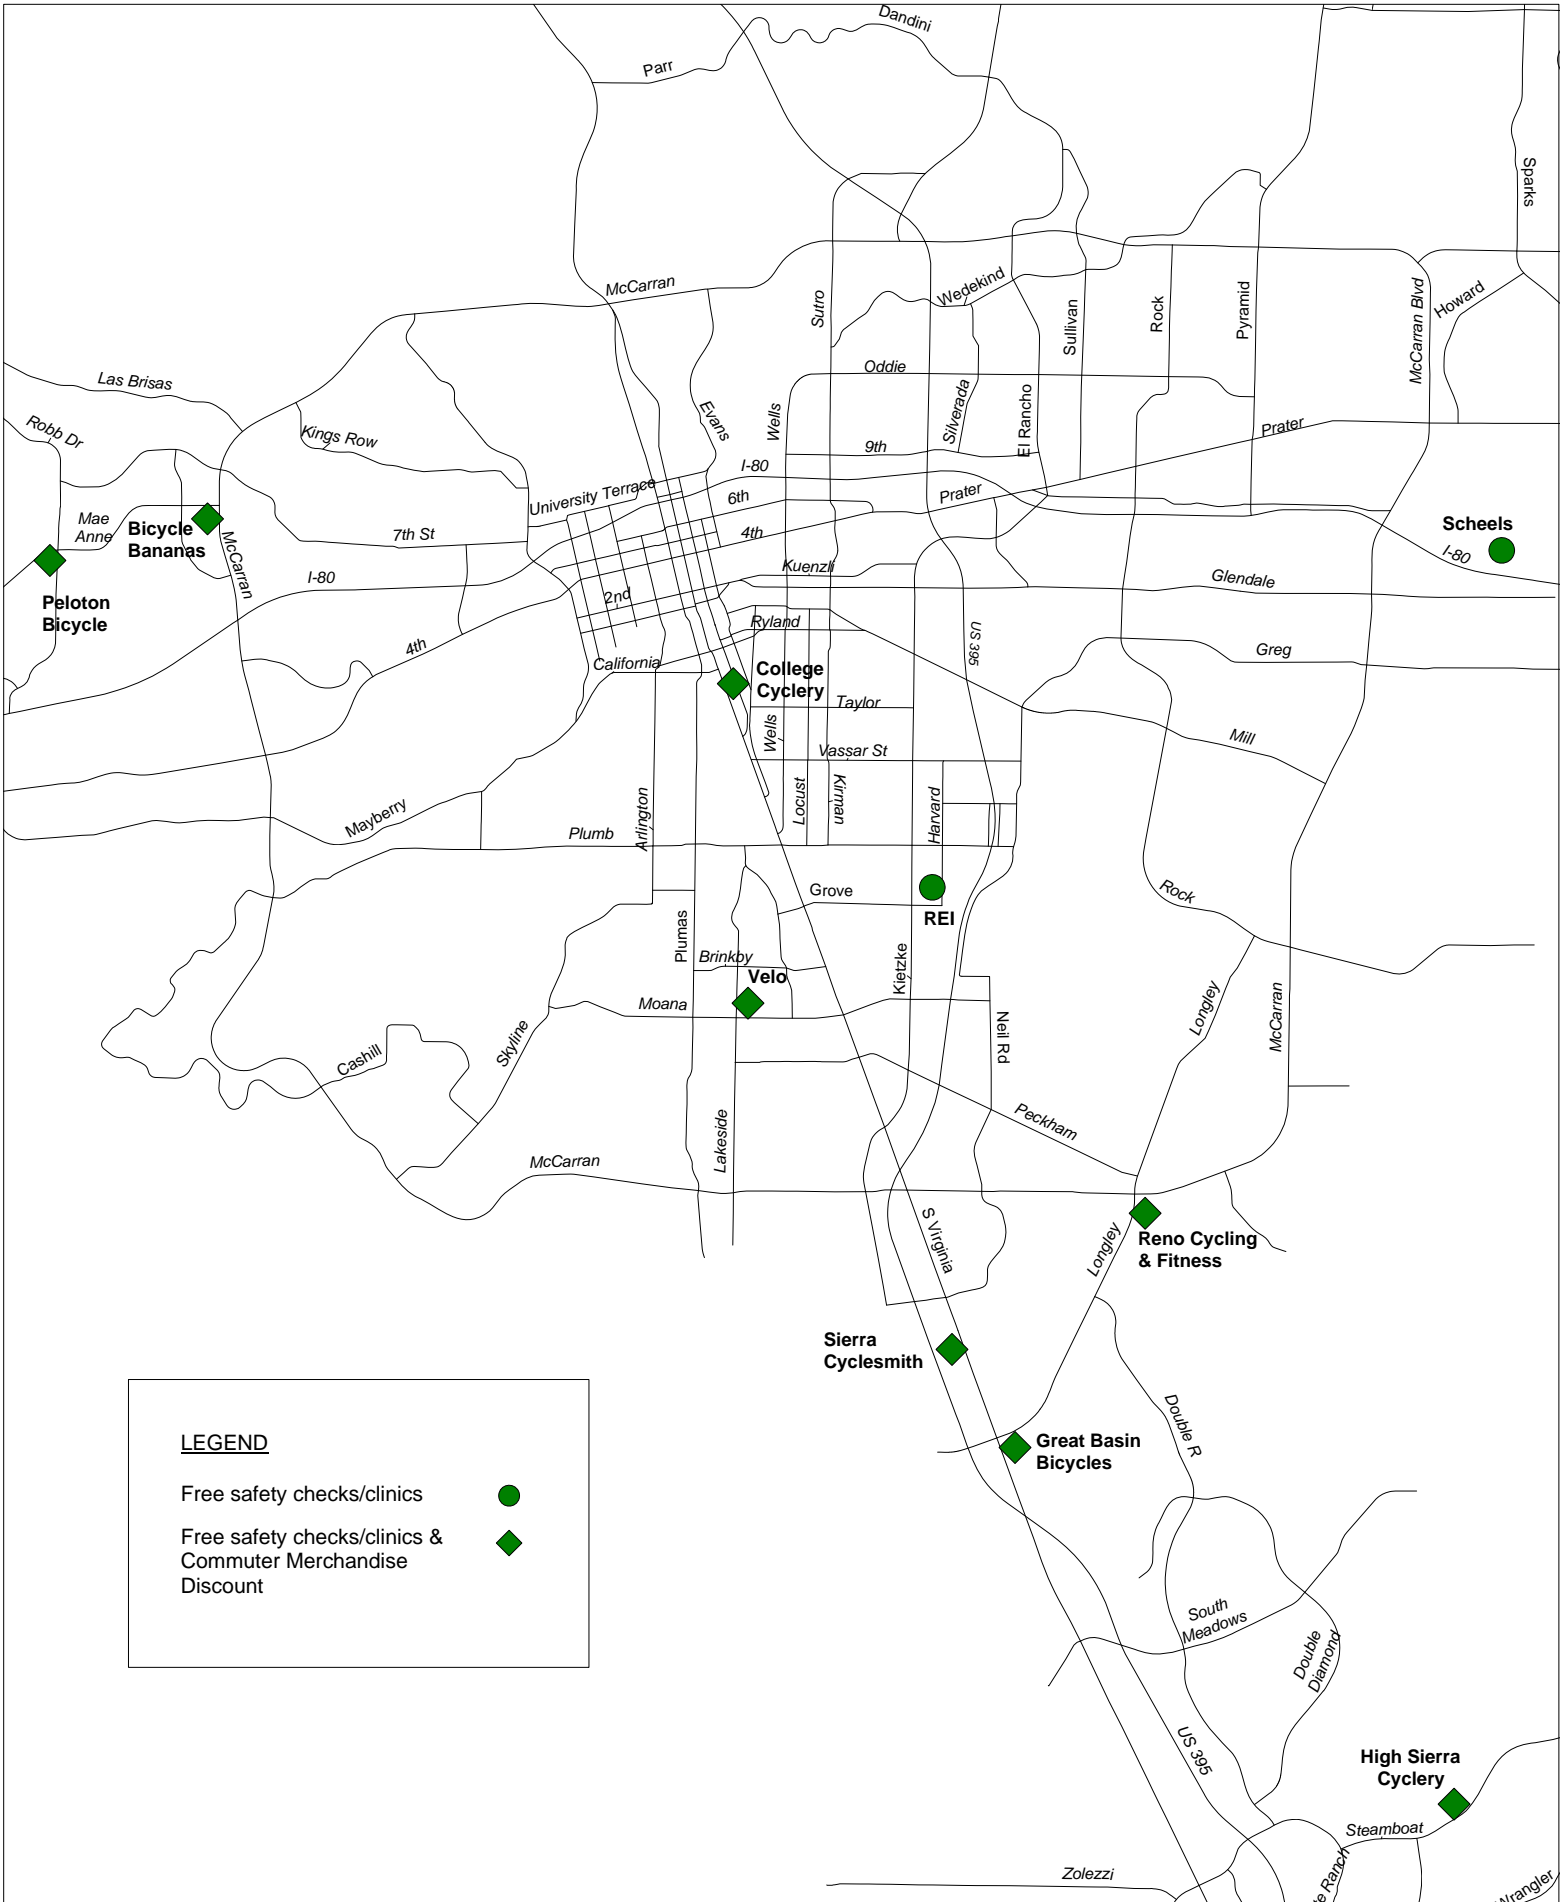 Dandini
Parr
Sparks
McCarran
Wedekind
Sutro
Sullivan
Rock
Pyramid
McCarran Blvd
Howard
Las Brisas
Oddie
Robb Dr
Kings Row
Evans
Wells
Silverada
El Rancho
Prater
9th
I-80
University Terrace
6th
Prater
4th
Mae
Anne
Bicycle
Bananas
McCarran
7th St
Scheels
I-80
I-80
Kuenzli
Glendale
Peloton
Bicycle
2nd
Ryland
US 395
4th
California
Greg
College
Cyclery
Taylor
Wells
Vassar St
Mill
Locust
Kirman
Harvard
Arlington
Mayberry
Plumb
Grove
Rock
REI
Plumas
Brinkby
Velo
Kietzke
Moana
Longley
McCarran
Neil Rd
Skyline
Cashill
Peckham
Lakeside
McCarran
S Virginia
Longley
Reno Cycling
& Fitness
Sierra
Cyclesmith
Double R
Great Basin
Bicycles
LEGEND
Free safety checks/clinics
Free safety checks/clinics &
Commuter Merchandise
Discount
South
Meadows
Double
Diamond
US 395
High Sierra
Cyclery
Steamboat
Zolezzi
Ranch
Wrangler